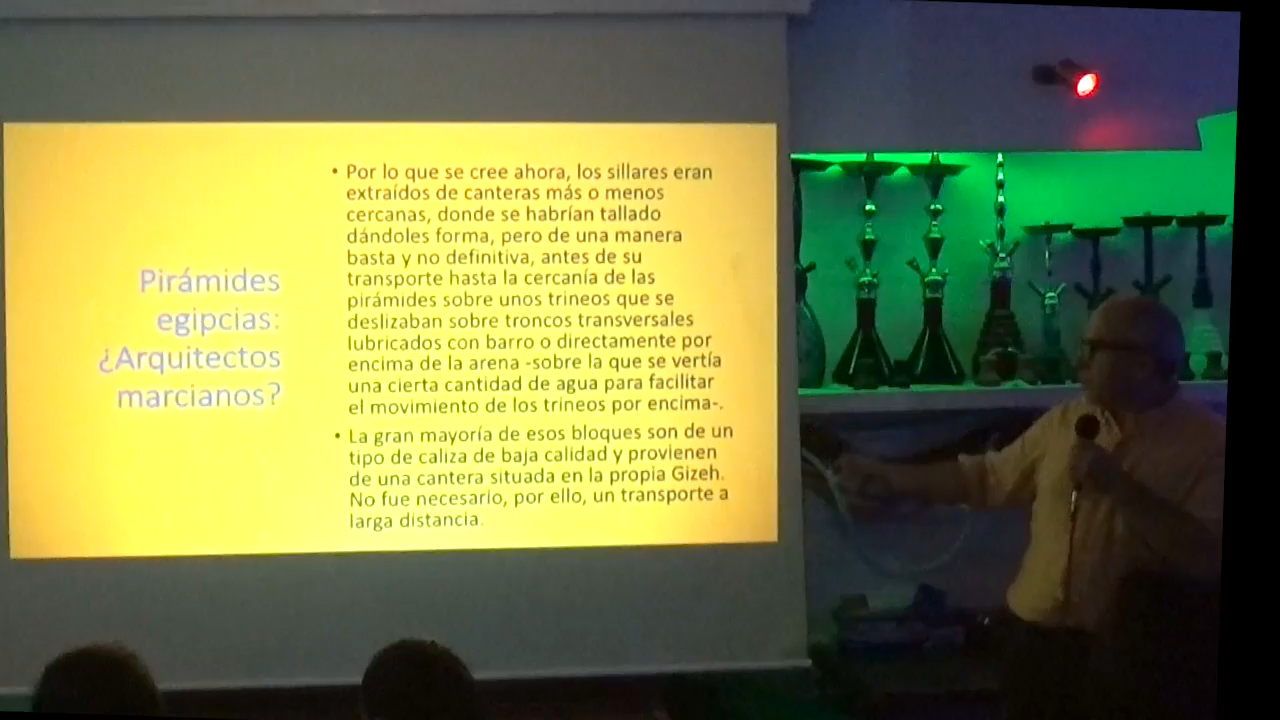 Pirámides
egipcias:
¿Arquitectos
marcianos?
• Por lo que se cree ahora, los sillares eran
extraídos de canteras más o menos
cercanas, donde se habrían tallado
dándoles forma, pero de una manera
basta y no definitiva, antes de su
transporte hasta la cercanía de las
pirámides sobre unos trineos que se
deslizaban sobre troncos transversales
lubricados con barro o directamente por
encima de la arena -sobre la que se vertía
una cierta cantidad de agua para facilitar
el movimiento de los trineos por encima-.
• La gran mayoría de esos bloques son de un
tipo de caliza de baja calidad y provienen
de una cantera situada en la propia Gizeh.
No fue necesario, por ello, un transporte a
larga distancia.